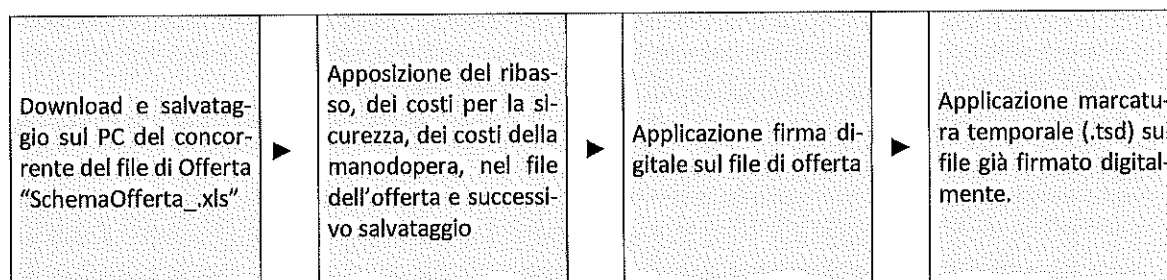 Download e salvatag-
gio sul PC del concor-
rente del file di Offerta
“SchemaOfferta_.xls”
Apposizione del ribas-
so, dei costi per la si-
curezza, dei costi della
manodopera, nel file
dell’offerta e successi-
vo salvataggio
Applicazione firma di-
gitale sul file di offerta
Applicazione marcatu-
ra temporale (.tsd) su
file già firmato digital-
mente.